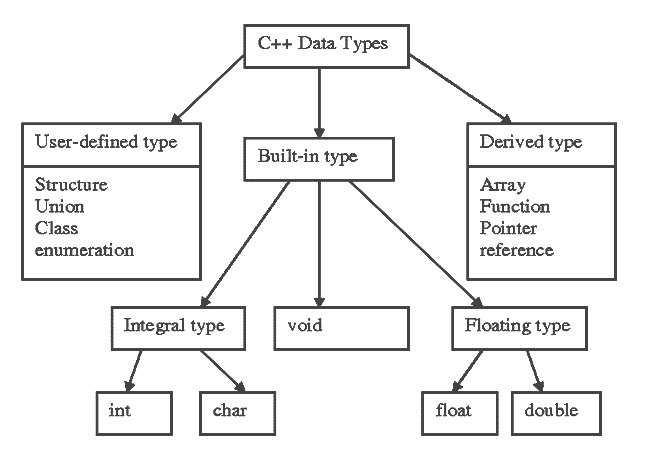 C++ Data Types
User-defined type
Structure
Union
Class
enumeration
Built-in type
Derived type
Array
Function
Pointer
reference
Integral type
void
Floating type
int
char
float
double